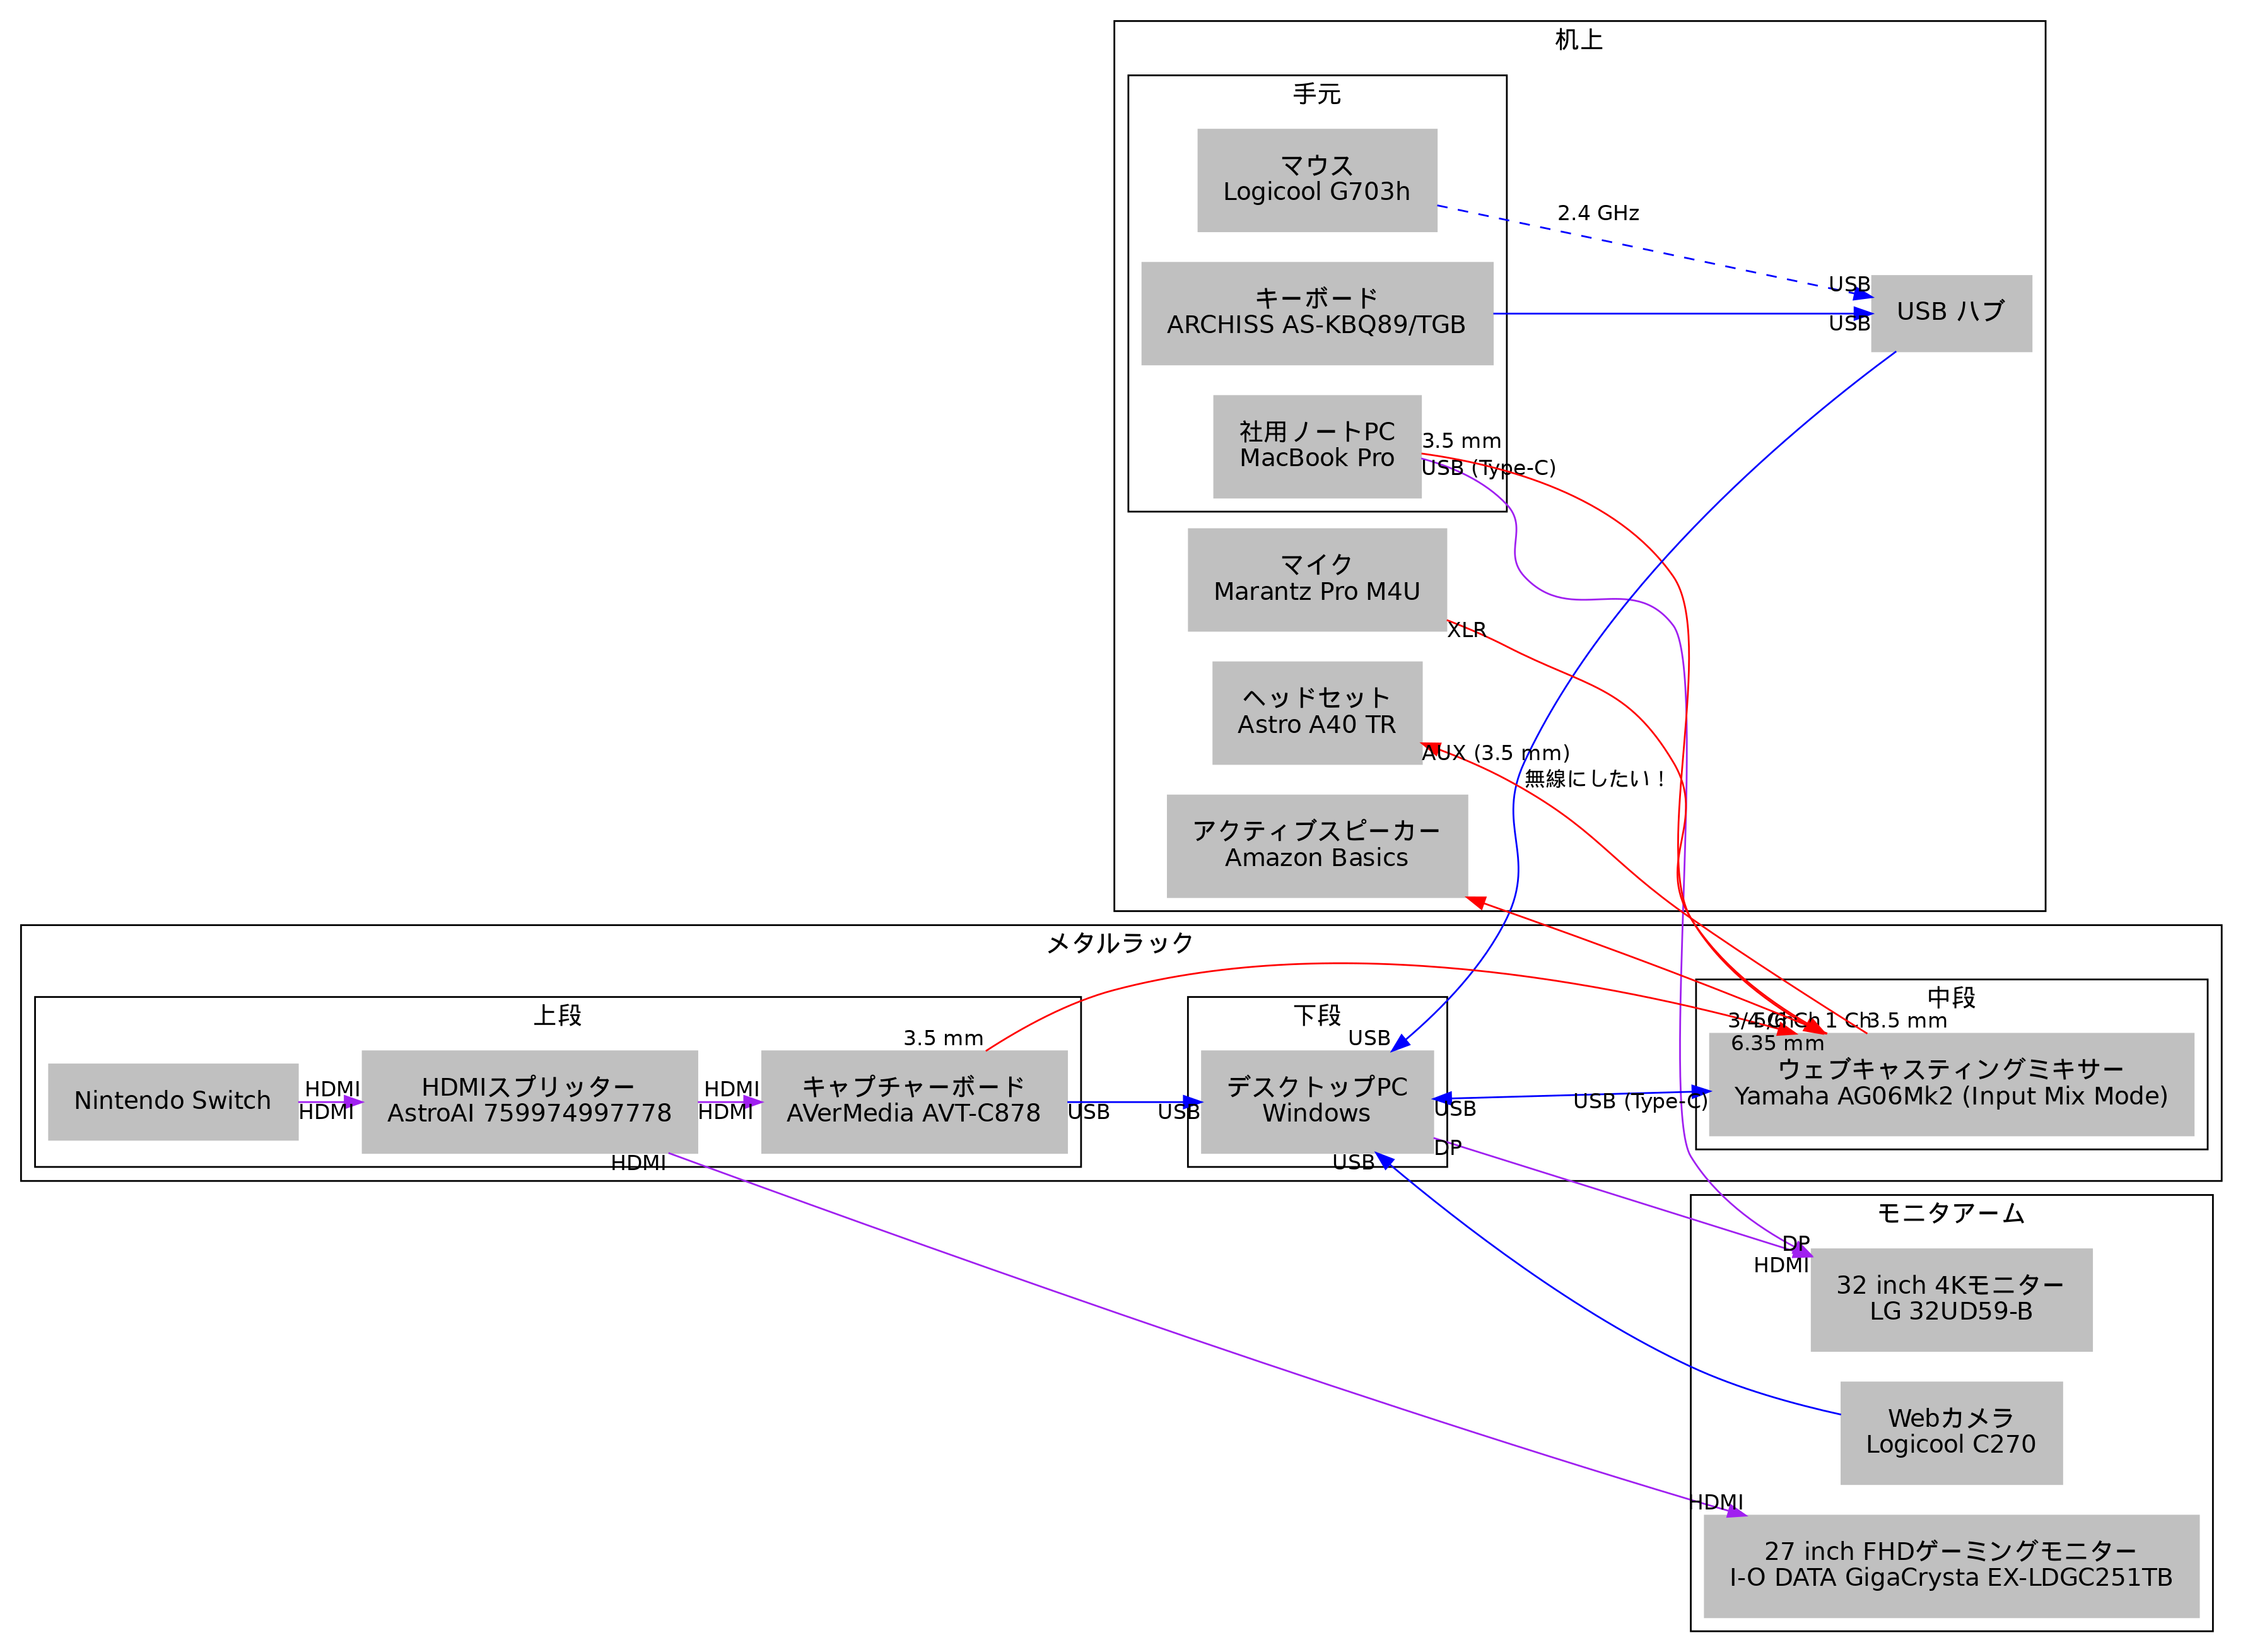 机上
手元
マウス
Logicool G703h
2.4 GHz
USB
キーボード
ARCHISS AS-KBQ89/TGB
USB
USB ハブ
社用ノートPC
MacBook Pro
3.5 mm
USB (Type-C)
マイク
Marantz Pro M4U
XLR
ヘッドセット
Astro A40 TR
AUX (3.5 mm)
無線にしたい！
アクティブスピーカー
Amazon Basics
メタルラック
上段
Nintendo Switch
HDMI
HDMI
HDMIスプリッター
AstroAI 759974997778
HDMI
HDMI
HDMI
3.5 mm
キャプチャーボード
AVerMedia AVT-C878
USB
下段
USB
USB
デスクトップPC
Windows
USB
DP
USB
中段
3/4 Ch
5/6 Ch
1 Ch
3.5 mm
6.35 mm
USB (Type-C)
ウェブキャスティングミキサー
Yamaha AG06Mk2 (Input Mix Mode)
モニタアーム
DP
HDMI
32 inch 4Kモニター
LG 32UD59-B
Webカメラ
Logicool C270
HDMI
27 inch FHDゲーミングモニター
I-O DATA GigaCrysta EX-LDGC251TB